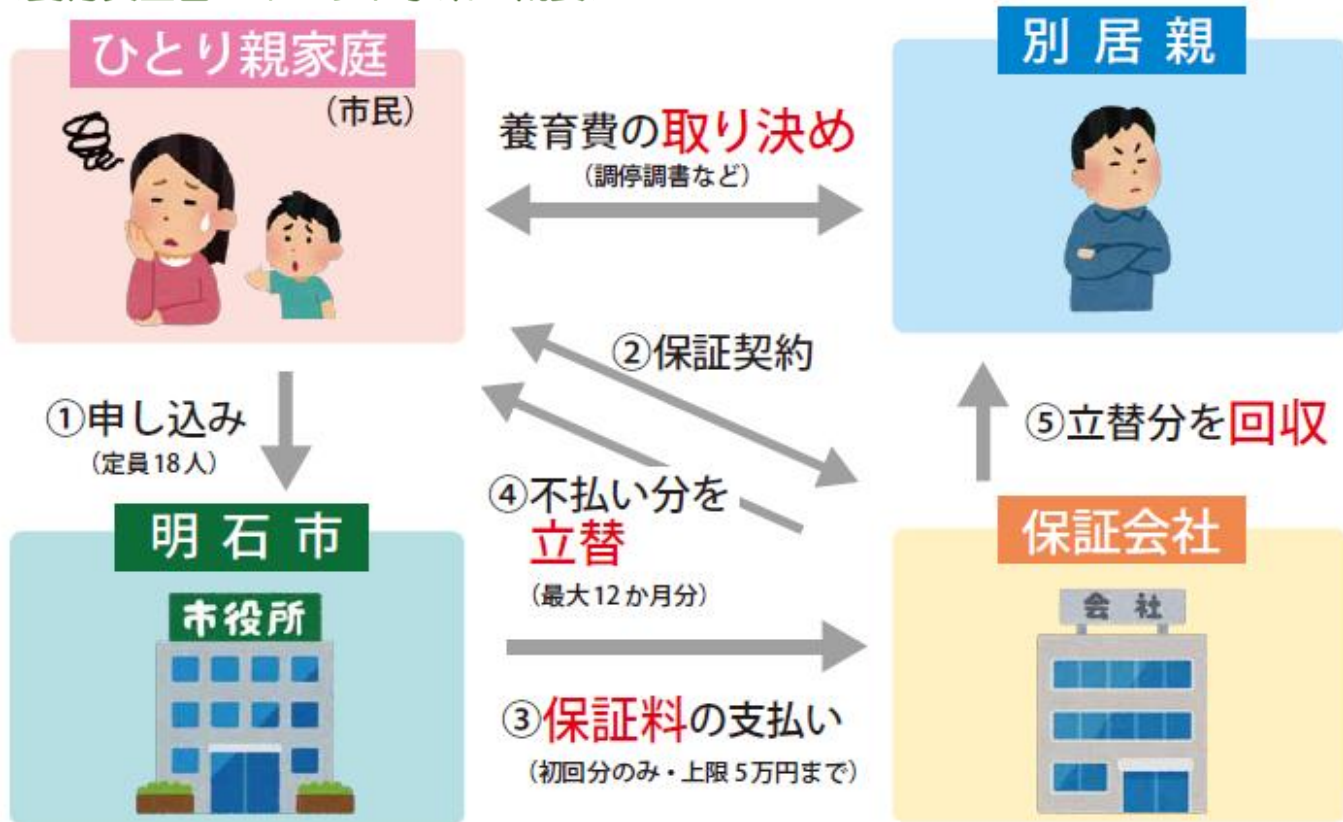 ひとり親家庭
(市民)
別居親
養育費の取り決め
(調停調書など)
②保証契約
①申し込み
(定員18人)
⑤立替分を回収
④不払い分を
立替
(最大12か月分)
明石市
市役所
保証会社
会社
③保証料の支払い
(初回分のみ・上限5万円まで)